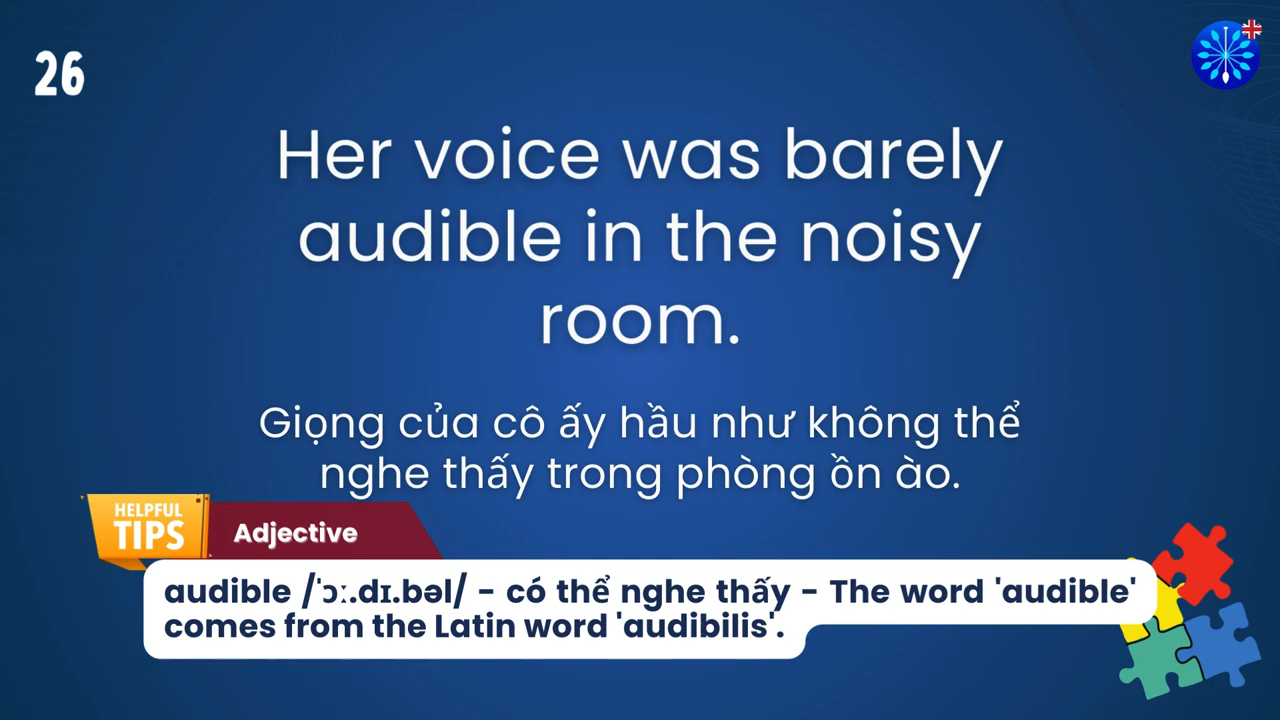 26
Her voice was barely
audible in the noisy
room.
Giọng của cô ấy hầu như không thể
nghe thấy trong phòng ồn ào.
HELPFUL
TIPS
Adjective
audible /ˈɔː.dɪ.bəl/ - có thể nghe thấy - The word 'audible'
comes from the Latin word 'audibilis'.